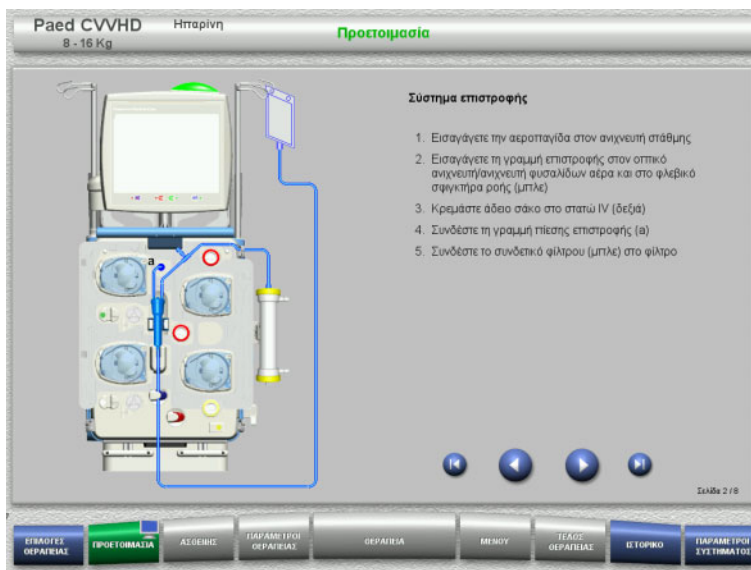 Paed CVVHD
Ηπαρίνη
8 - 16 Kg
Προετοιμασία
Σύστημα επιστροφής
1. Εισαγάγετε την αεροπαγίδα στον ανιχνευτή στάθμης
2. Εισαγάγετε τη γραμμή επιστροφής στον οπτικό
ανιχνευτή/ανιχνευτή φυσαλίδων αέρα και στο φλεβικό
σφιγκτήρα ροής (μπλε)
3. Κρεμάστε άδειο σάκο στο στατώ IV (δεξιά)
4. Συνδέστε τη γραμμή πίεσης επιστροφής (a)
5. Συνδέστε το συνδετικό φίλτρου (μπλε) στο φίλτρο
a
Σελίδα 2 / 8
ΕΠΙΛΟΓΕΣ
ΘΕΡΑΠΕΙΑΣ
ΠΡΟΕΤΟΙΜΑΣΙΑ
ΑΣΘΕΝΗΣ
ΠΑΡΑΜΕΤΡΟΙ
ΘΕΡΑΠΕΙΑΣ
ΘΕΡΑΠΕΙΑ
ΜΕΝΟΥ
ΤΕΛΟΣ
ΘΕΡΑΠΕΙΑΣ
ΙΣΤΟΡΙΚΟ
ΠΑΡΑΜΕΤΡΟΙ
ΣΥΣΤΗΜΑΤΟΣ